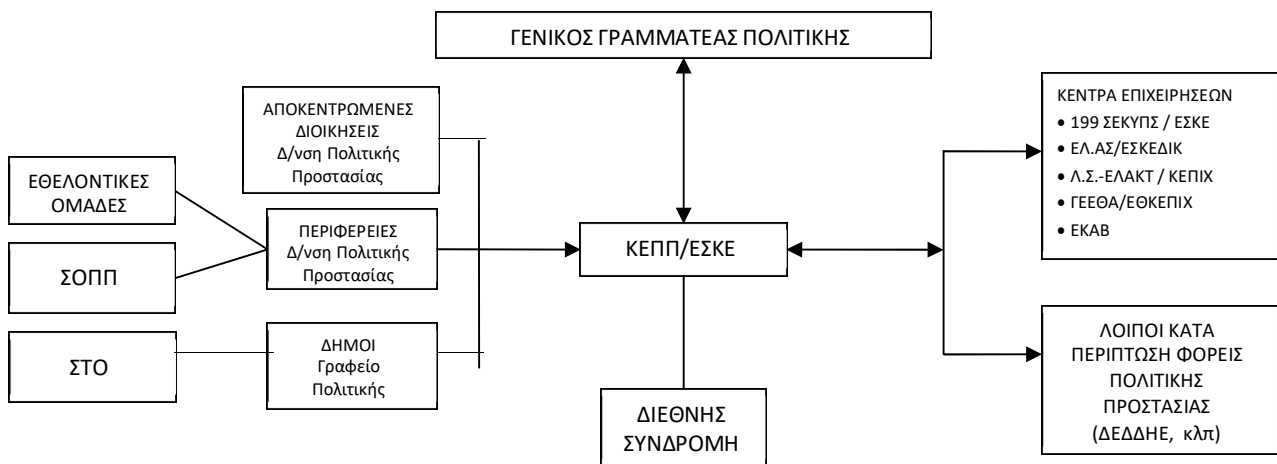 ΓΕΝΙΚΟΣ ΓΡΑΜΜΑΤΕΑΣ ΠΟΛΙΤΙΚΗΣ
ΑΠΟΚΕΝΤΡΩΜΕΝΕΣ
ΔΙΟΙΚΗΣΕΙΣ
Δ/νση Πολιτικής
Προστασίας
ΕΘΕΛΟΝΤΙΚΕΣ
ΟΜΑΔΕΣ
ΣΟΠΠ
ΣΤΟ
ΠΕΡΙΦΕΡΕΙΕΣ
Δ/νση Πολιτικής
Προστασίας
ΔΗΜΟΙ
Γραφείο
Πολιτικής
ΚΕΠΠ/ΕΣΚΕ
ΔΙΕΘΝΗΣ
ΣΥΝΔΡΟΜΗ
ΚΕΝΤΡΑ ΕΠΙΧΕΙΡΗΣΕΩΝ
• 199 ΣΕΚΥΠΣ / ΕΣΚΕ
• ΕΛ.ΑΣ/ΕΣΚΕΔΙΚ
• Λ.Σ.-ΕΛΑΚΤ / ΚΕΠΙΧ
• ΓΕΕΘΑ/ΕΘΚΕΠΙΧ
• ΕΚΑΒ
ΛΟΙΠΟΙ ΚΑΤΑ
ΠΕΡΙΠΤΩΣΗ ΦΟΡΕΙΣ
ΠΟΛΙΤΙΚΗΣ
ΠΡΟΣΤΑΣΙΑΣ
(ΔΕΔΔΗΕ, κλπ)